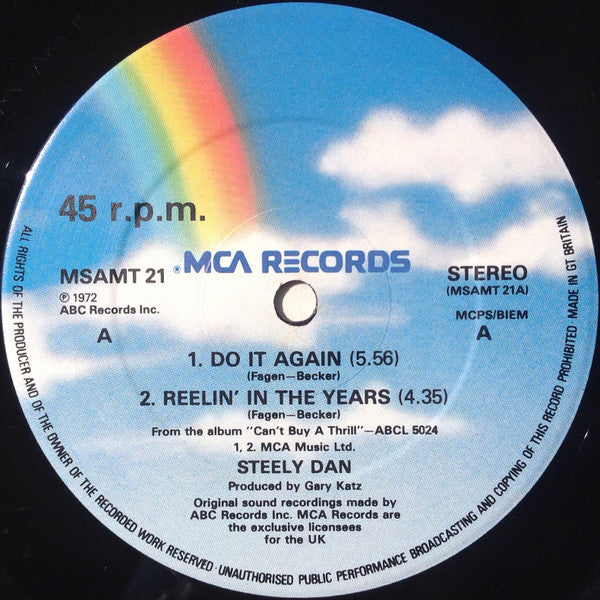 45 r.p.m.
®MCA RECORDS
MSAMT 21
℗ 1972
ABC Records Inc.
A
STEREO
(MSAMT 21A)
MCPS/BIEM
A
1. DO IT AGAIN (5.56)
(Fagen—Becker)
2. REELIN' IN THE YEARS (4.35)
(Fagen—Becker)
From the album "Can't Buy A Thrill"—ABCL 5024
1, 2. MCA Music Ltd.
STEELY DAN
Produced by Gary Katz
Original sound recordings made by
ABC Records Inc. MCA Records are
the exclusive licensees
for the UK
ALL RIGHTS OF THE PRODUCER AND OF THE OWNER OF THE RECORDED WORK RESERVED · UNAUTHORISED PUBLIC PERFORMANCE BROADCASTING AND COPYING OF THIS RECORD PROHIBITED MADE IN GT BRITAIN